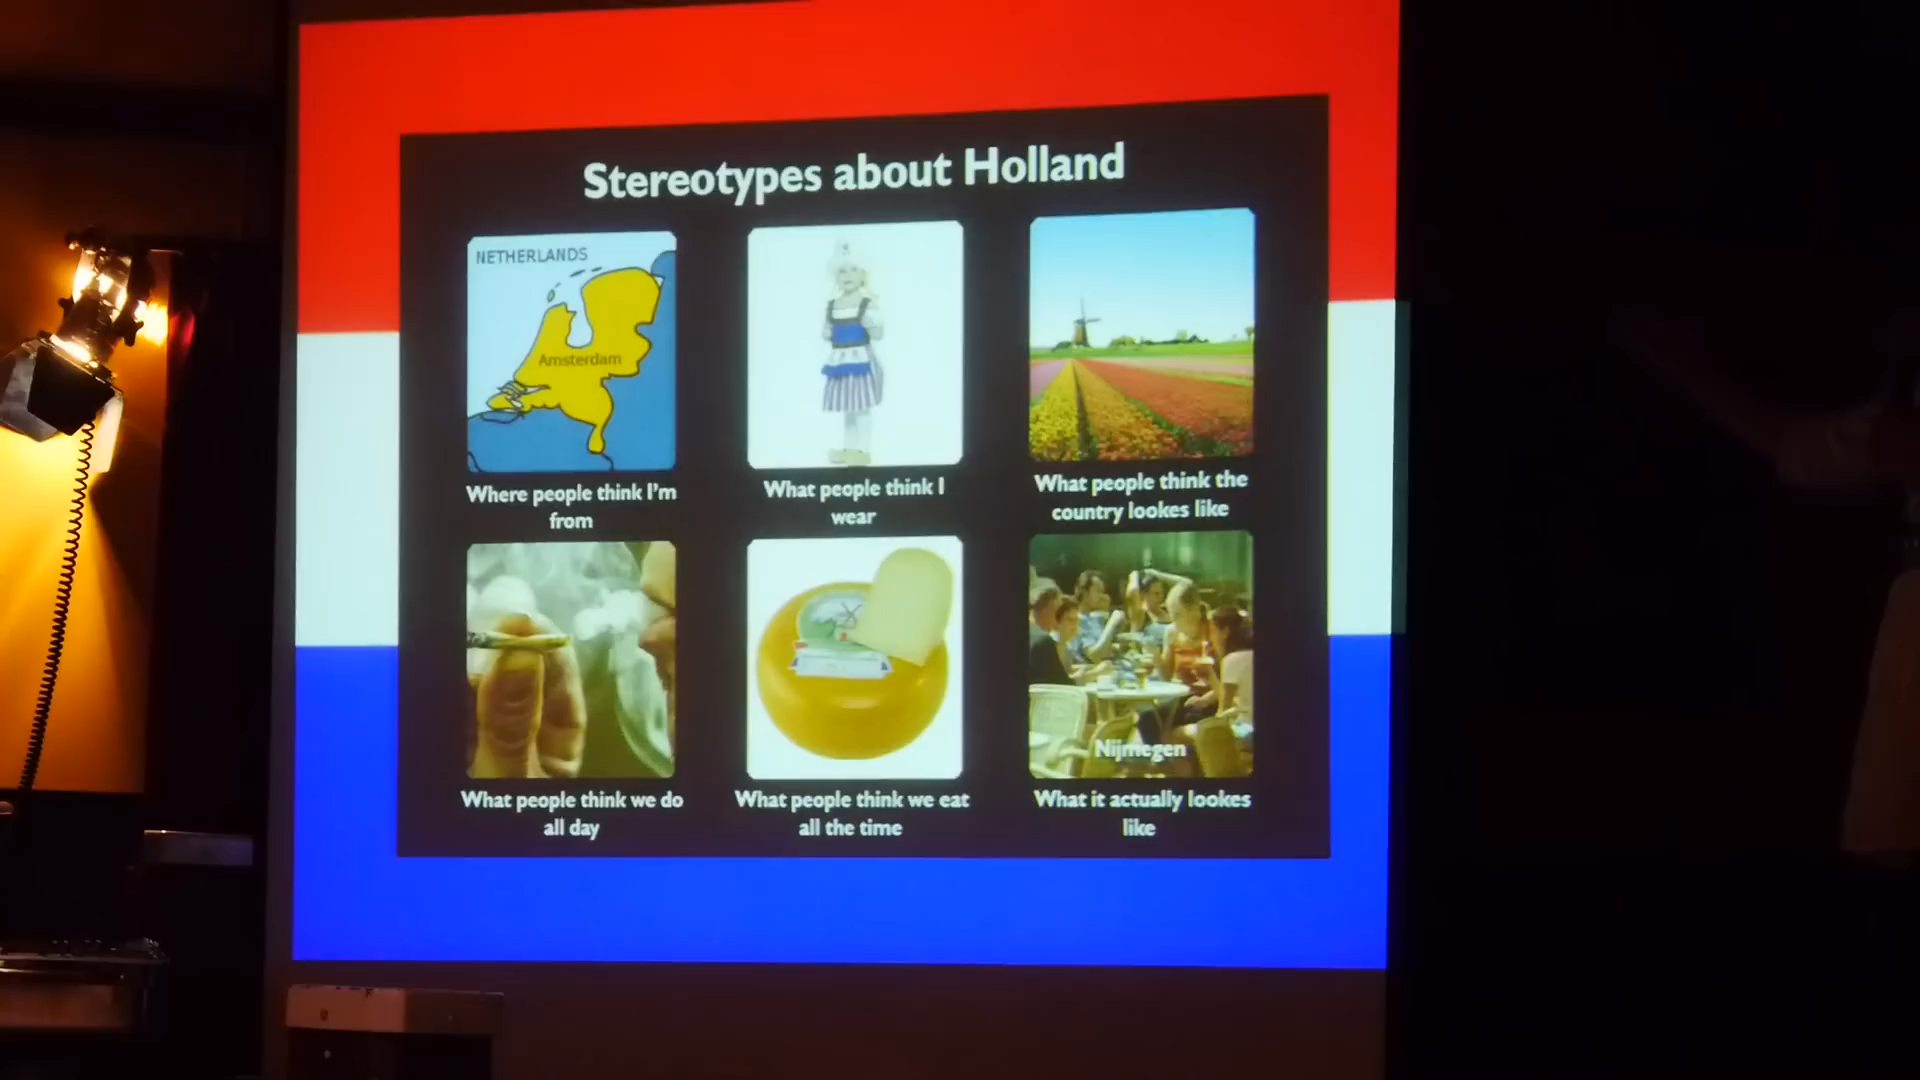 Stereotypes about Holland
NETHERLANDS
Amsterdam
Where people think I'm
from
What people think I
wear
What people think the
country lookes like
What people think we do
all day
What people think we eat
all the time
Nijmegen
What it actually lookes
like